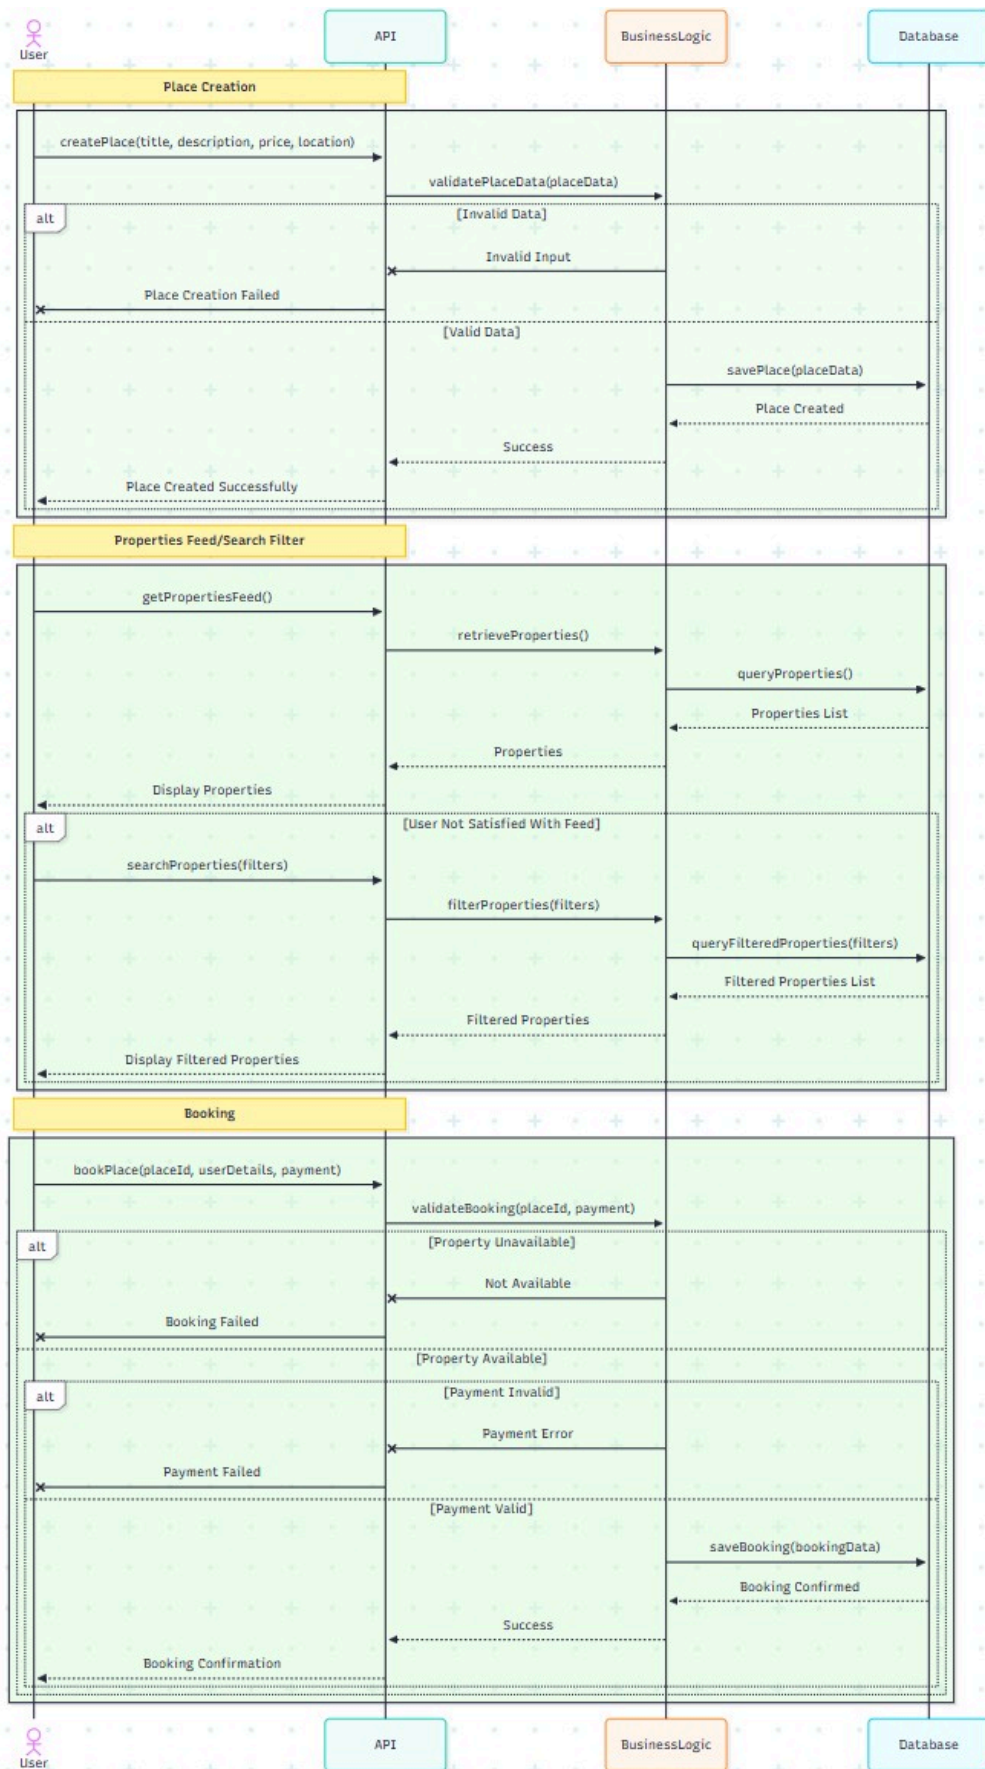 User
API
BusinessLogic
Database
Place Creation
createPlace(title, description, price, location)
validatePlaceData(placeData)
alt
[Invalid Data]
Invalid Input
Place Creation Failed
[Valid Data]
savePlace(placeData)
Place Created
Success
Place Created Successfully
Properties Feed/Search Filter
getPropertiesFeed()
retrieveProperties()
queryProperties()
Properties List
Properties
Display Properties
alt
[User Not Satisfied With Feed]
searchProperties(filters)
filterProperties(filters)
queryFilteredProperties(filters)
Filtered Properties List
Filtered Properties
Display Filtered Properties
Booking
bookPlace(placeId, userDetails, payment)
validateBooking(placeId, payment)
alt
[Property Unavailable]
Not Available
Booking Failed
[Property Available]
alt
[Payment Invalid]
Payment Error
Payment Failed
[Payment Valid]
saveBooking(bookingData)
Booking Confirmed
Success
Booking Confirmation
User
API
BusinessLogic
Database